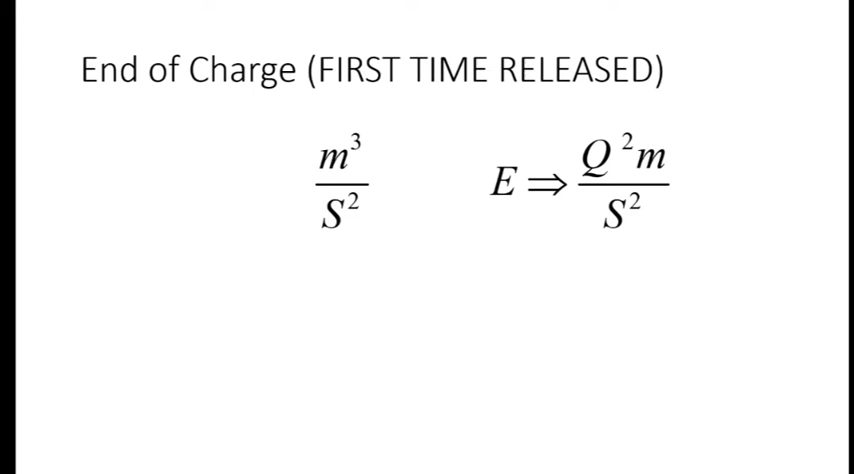 End of Charge (FIRST TIME RELEASED)
m³/S² E⇒Q²m/S²